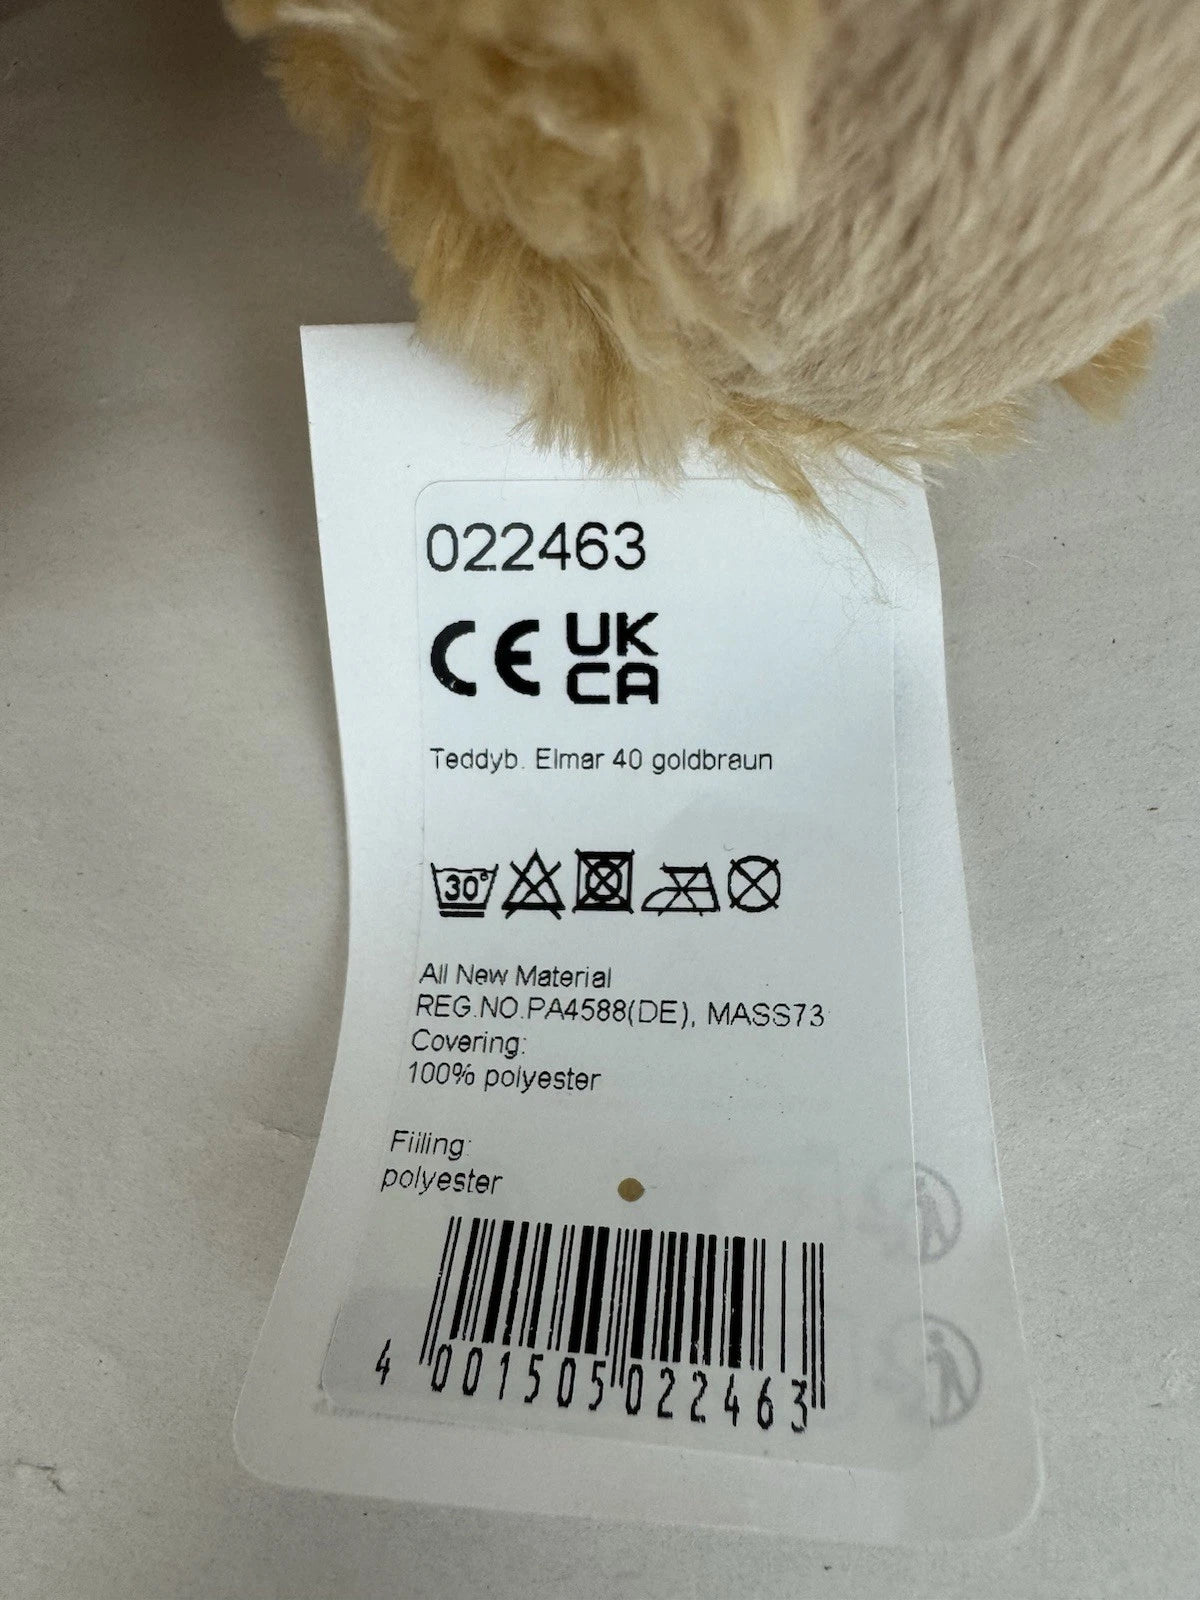 022463
CE UK
CA
Teddyb. Elmar 40 goldbraun
30°
All New Material
REG.NO.PA4588(DE), MASS73
Covering:
100% polyester
Fiiling:
polyester
4 001505 022463